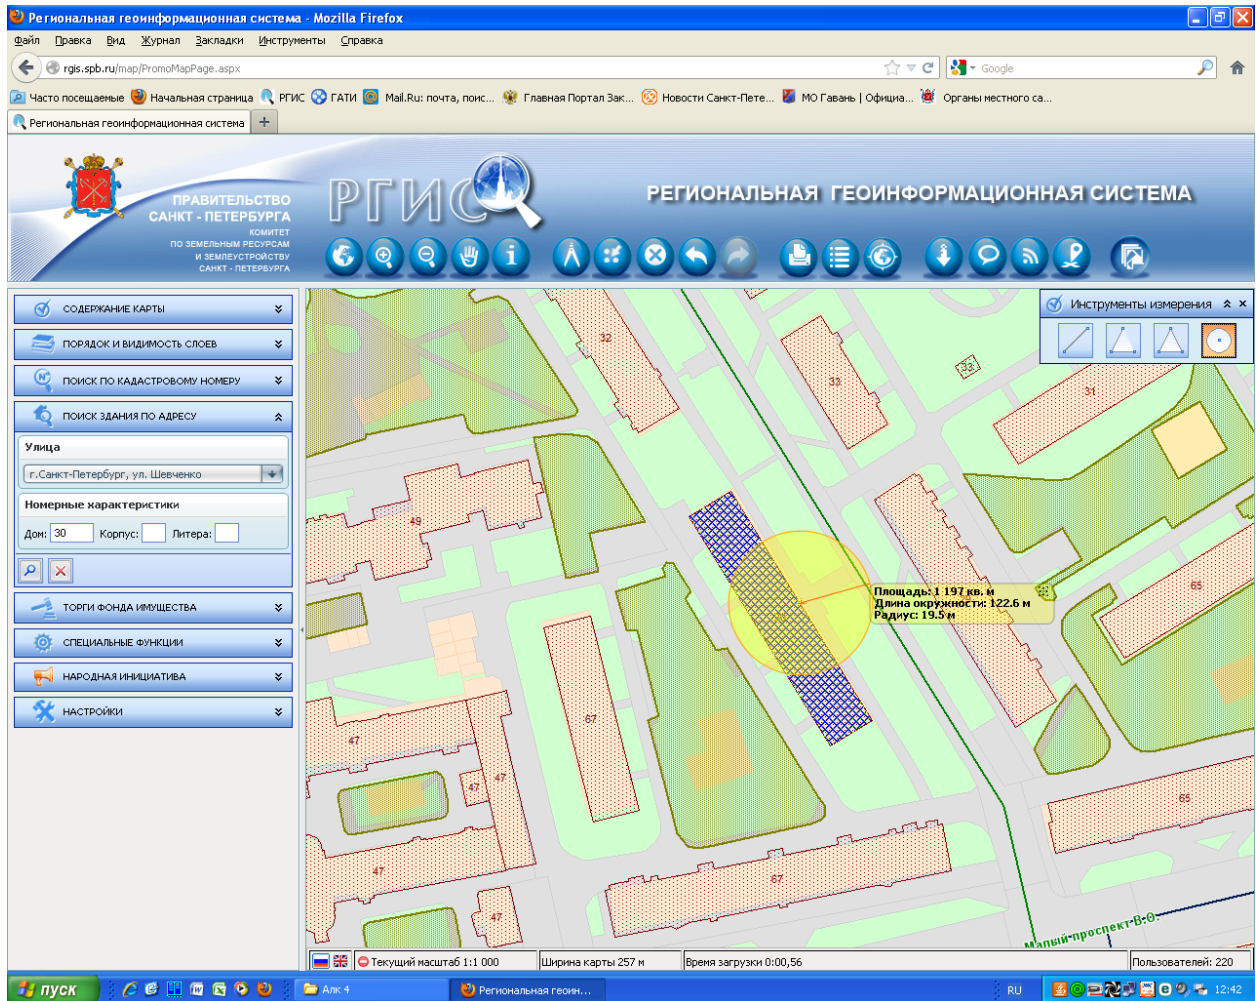 Региональная геоинформационная система - Mozilla Firefox
Файл Правка Вид Журнал Закладки Инструменты Справка
rgis.spb.ru/map/PromoMapPage.aspx
Google
Часто посещаемые Начальная страница РГИС ГАТИ Mail.Ru: почта, поис... Главная Портал Зак... Новости Санкт-Пете... МО Гавань | Официа... Органы местного са...
Региональная геоинформационная система +
ПРАВИТЕЛЬСТВО
САНКТ - ПЕТЕРБУРГА
КОМИТЕТ
ПО ЗЕМЕЛЬНЫМ РЕСУРСАМ
И ЗЕМЛЕУСТРОЙСТВУ
САНКТ - ПЕТЕРБУРГА
РГИС
РЕГИОНАЛЬНАЯ ГЕОИНФОРМАЦИОННАЯ СИСТЕМА
СОДЕРЖАНИЕ КАРТЫ
ПОРЯДОК И ВИДИМОСТЬ СЛОЕВ
ПОИСК ПО КАДАСТРОВОМУ НОМЕРУ
ПОИСК ЗДАНИЯ ПО АДРЕСУ
Улица
г.Санкт-Петербург, ул. Шевченко
Номерные характеристики
Дом: 30 Корпус: Литера:
ТОРГИ ФОНДА ИМУЩЕСТВА
СПЕЦИАЛЬНЫЕ ФУНКЦИИ
НАРОДНАЯ ИНИЦИАТИВА
НАСТРОЙКИ
Инструменты измерения
32
33
33
31
49
65
Площадь: 1 197 кв. м
Длина окружности: 122.6 м
Радиус: 19.5 м
67
47
47
47
65
47
67
47
Малый проспект В.О.
Текущий масштаб 1:1 000
Ширина карты 257 м
Время загрузки 0:00,56
Пользователей: 220
пуск
Алк 4
Региональная геоин...
RU
12:42